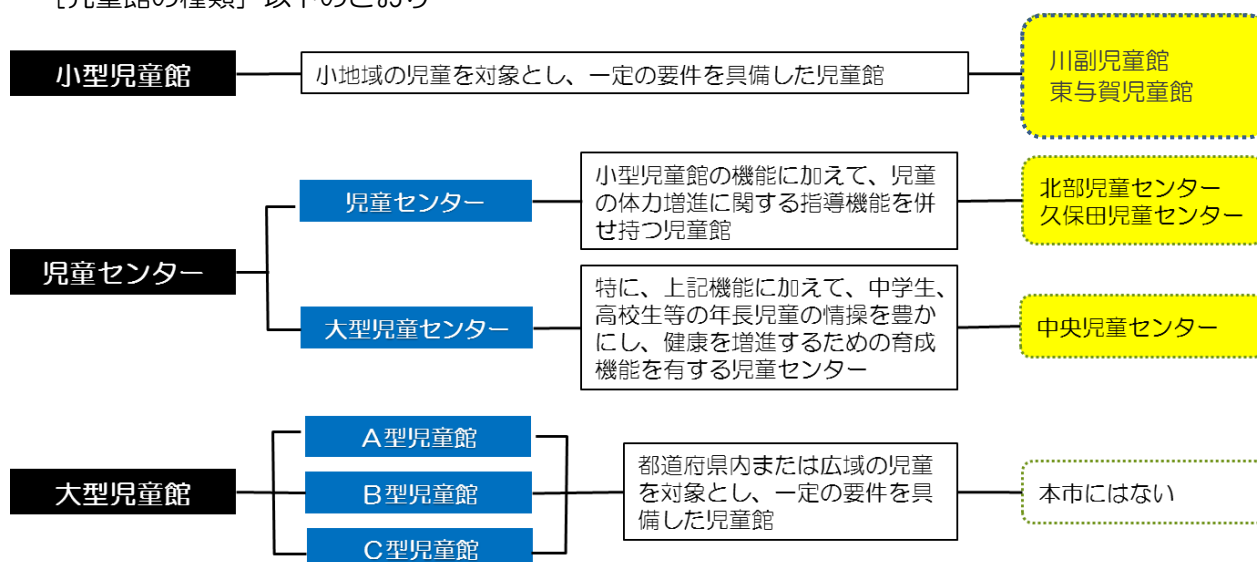 ［児童館の種類］以下のとおり
小型児童館
小地域の児童を対象とし、一定の要件を具備した児童館
川副児童館
東与賀児童館
児童センター
児童センター
小型児童館の機能に加えて、児童
の体力増進に関する指導機能を併
せ持つ児童館
北部児童センター
久保田児童センター
大型児童センター
特に、上記機能に加えて、中学生、
高校生等の年長児童の情操を豊か
にし、健康を増進するための育成
機能を有する児童センター
中央児童センター
大型児童館
A型児童館
B型児童館
C型児童館
都道府県内または広域の児童
を対象とし、一定の要件を具
備した児童館
本市にはない